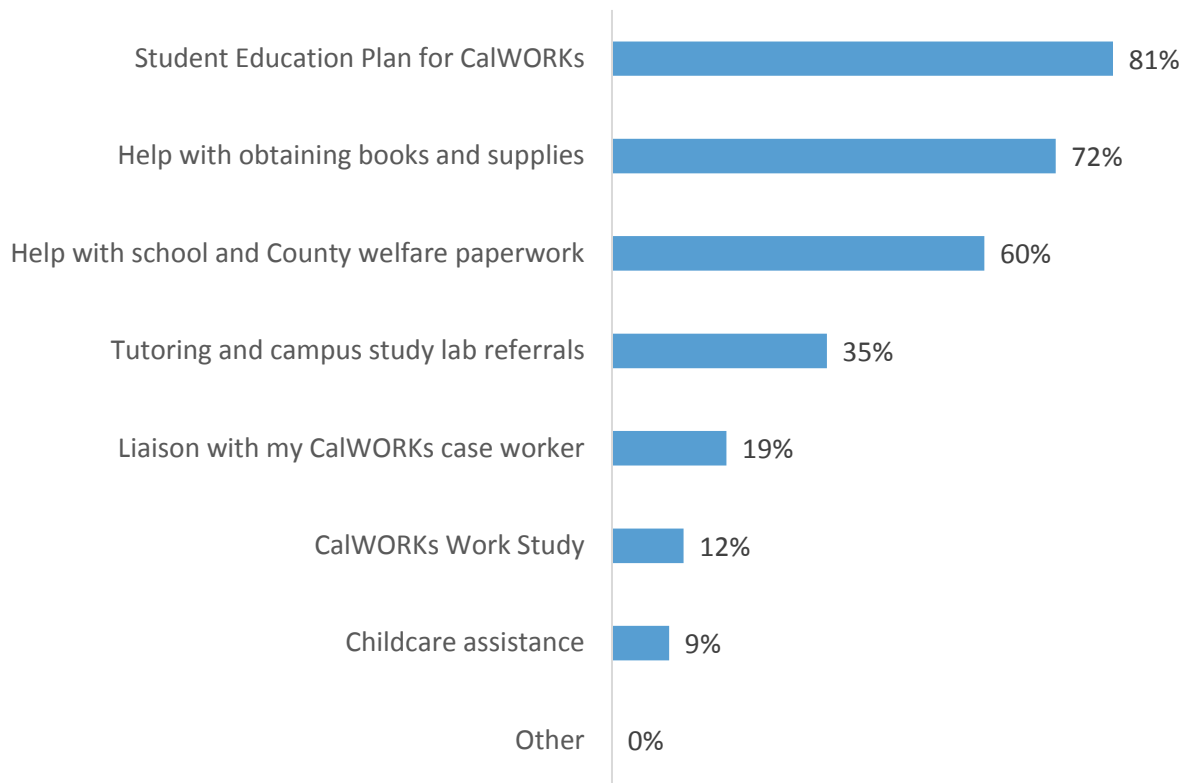 Student Education Plan for CalWORKs 81%
Help with obtaining books and supplies 72%
Help with school and County welfare paperwork 60%
Tutoring and campus study lab referrals 35%
Liaison with my CalWORKs case worker 19%
CalWORKs Work Study 12%
Childcare assistance 9%
Other 0%